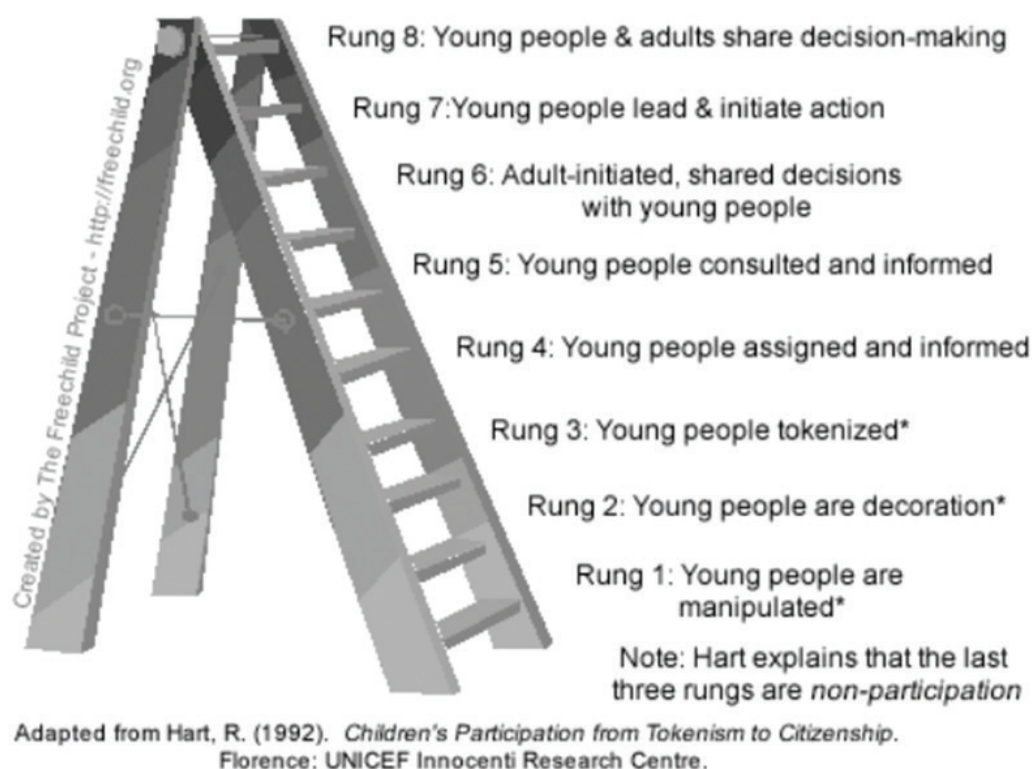 Rung 8: Young people & adults share decision-making
Rung 7:Young people lead & initiate action
Rung 6: Adult-initiated, shared decisions
with young people
Rung 5: Young people consulted and informed
Rung 4: Young people assigned and informed
Rung 3: Young people tokenized*
Rung 2: Young people are decoration*
Rung 1: Young people are
manipulated*
Note: Hart explains that the last
three rungs are non-participation
Created by The Freechild Project - http://freechild.org
Adapted from Hart, R. (1992). Children's Participation from Tokenism to Citizenship.
Florence: UNICEF Innocenti Research Centre.